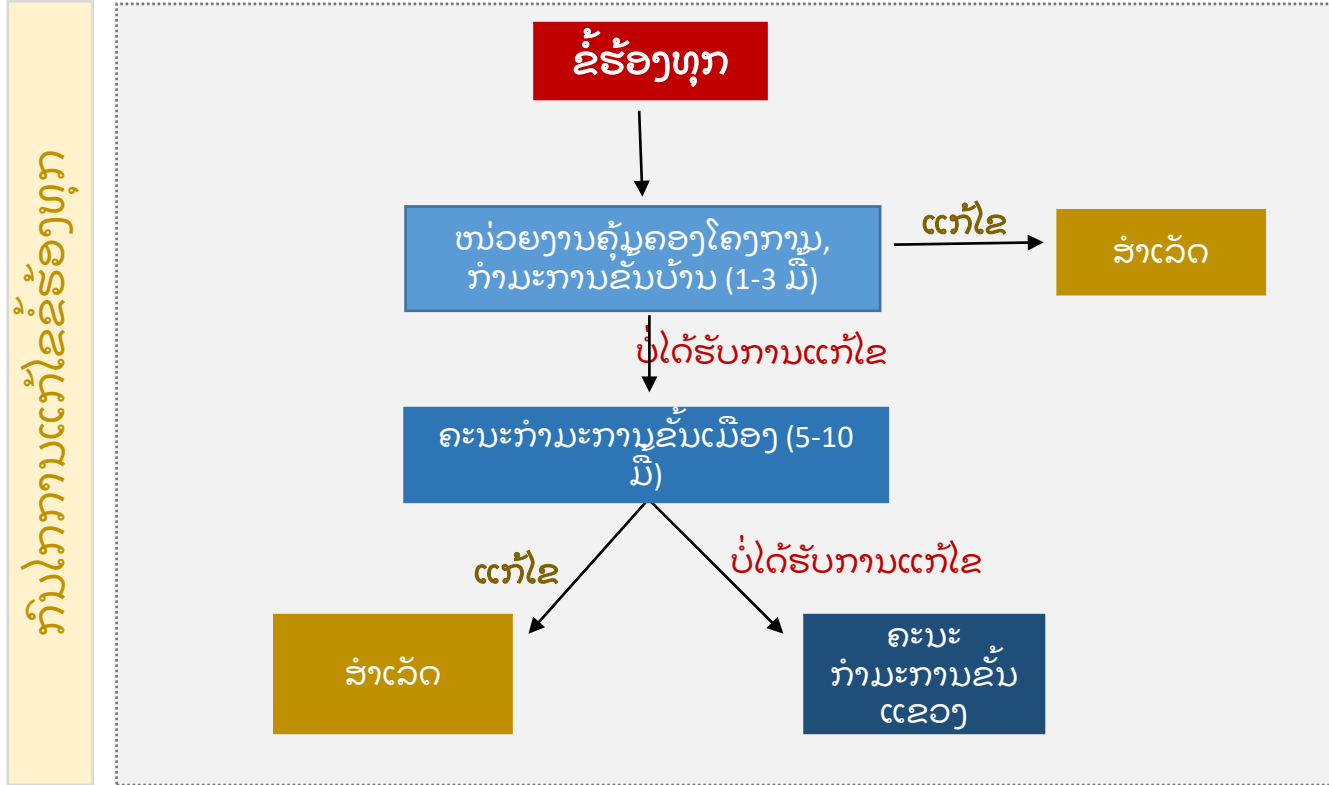 ກົນໄກການແກ້ໄຂຂໍ້ຮ້ອງທຸກ
ຂໍ້ຮ້ອງທຸກ
ໜ່ວຍງານຄຸ້ມຄອງໂຄງການ,
ກຳມະການຂັ້ນບ້ານ (1-3 ມື້)
ແກ້ໄຂ
ສຳເລັດ
ບໍ່ໄດ້ຮັບການແກ້ໄຂ
ຄະນະກຳມະການຂັ້ນເມືອງ (5-10
ມື້)
ແກ້ໄຂ
ບໍ່ໄດ້ຮັບການແກ້ໄຂ
ສຳເລັດ
ຄະນະ
ກຳມະການຂັ້ນ
ແຂວງ